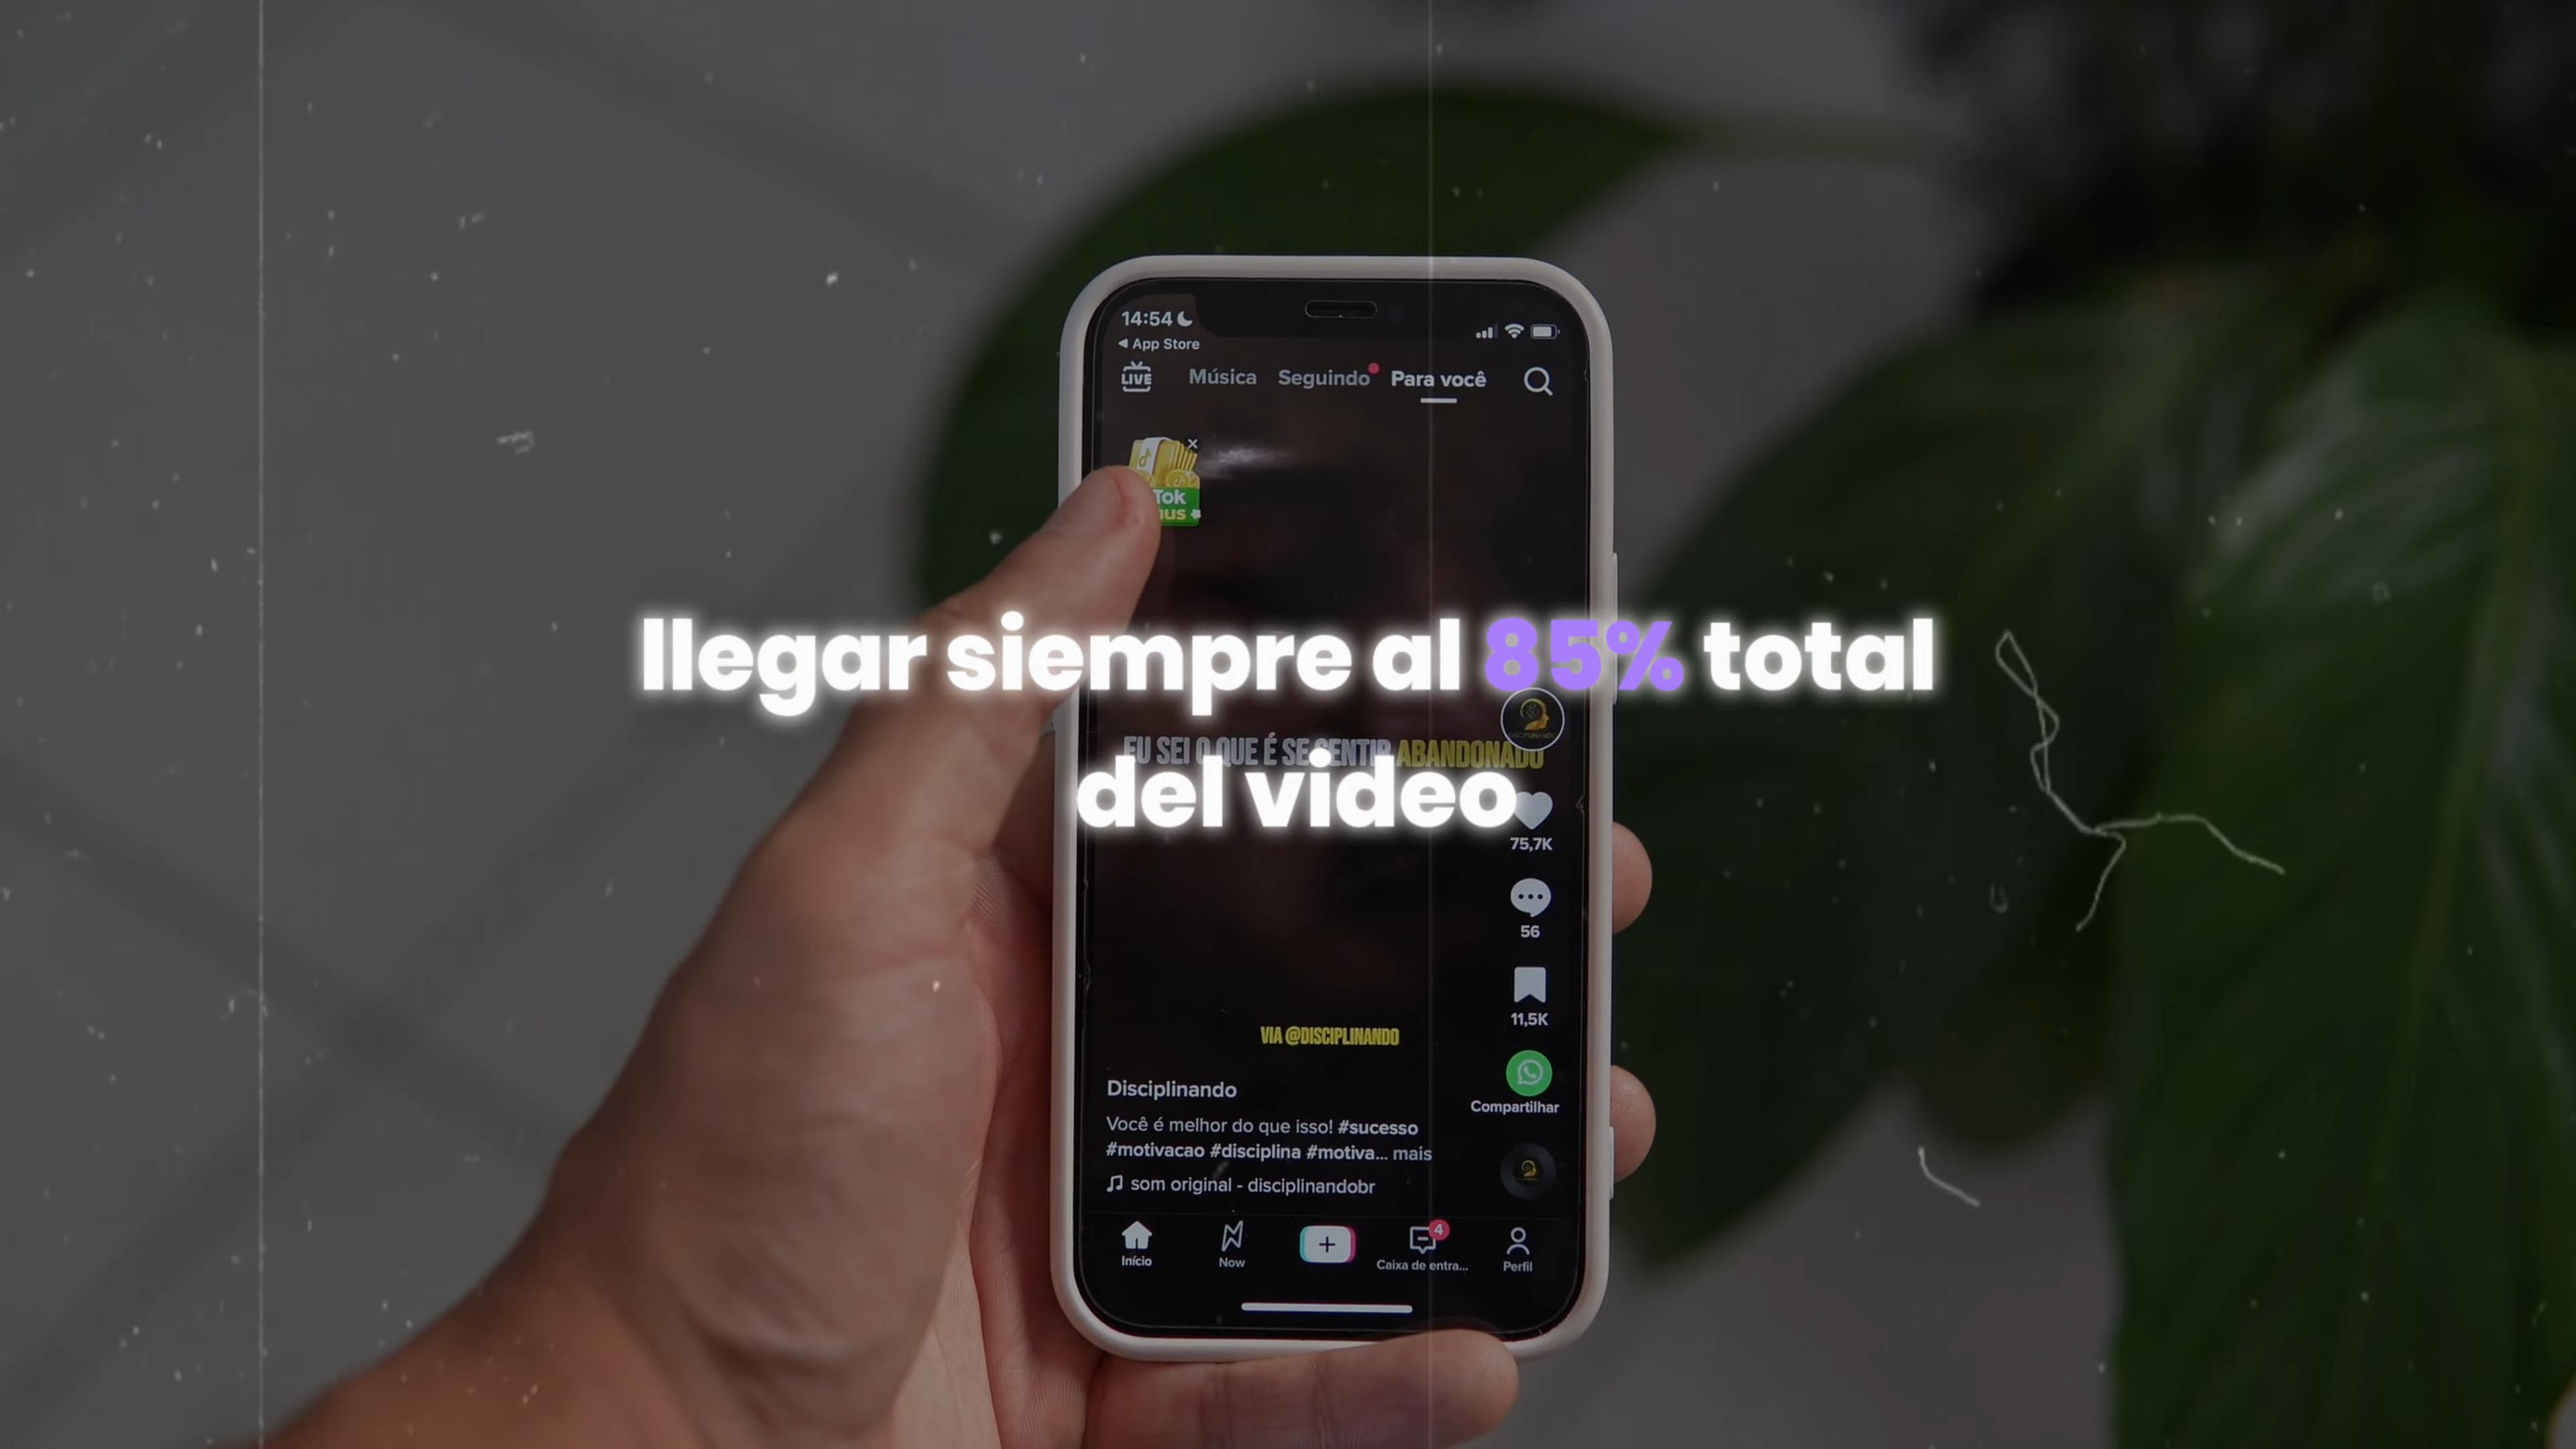 14:54
App Store
LIVE Música Seguindo Para você
Tok
llegar siempre al 85% total
EU SEI O QUE É SE SENTIR ABANDONADO
del video
75,7K
56
11,5K
VIA @DISCIPLINANDO
Compartilhar
Disciplinando
Você é melhor do que isso! #sucesso
#motivacao #disciplina #motiva... mais
som original - disciplinandobr
4
Início Now Caixa de entra... Perfil